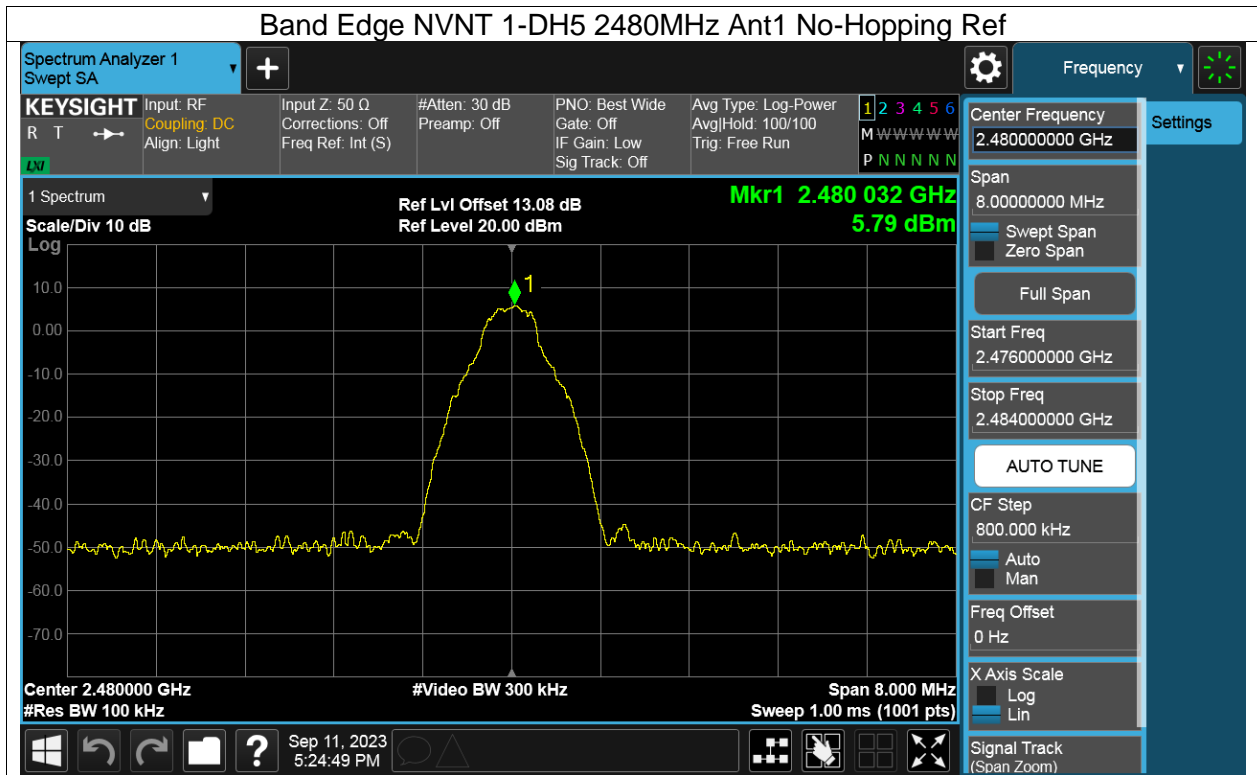 Band Edge NVNT 1-DH5 2480MHz Ant1 No-Hopping Ref
Spectrum Analyzer 1
Swept SA
+
Frequency
KEYSIGHT
R T
LXI
Input: RF
Coupling: DC
Align: Light
Input Z: 50 Ω
Corrections: Off
Freq Ref: Int (S)
#Atten: 30 dB
Preamp: Off
PNO: Best Wide
Gate: Off
IF Gain: Low
Sig Track: Off
Avg Type: Log-Power
Avg|Hold: 100/100
Trig: Free Run
1 2 3 4 5 6
M W W W W W
P N N N N N
1 Spectrum
Scale/Div 10 dB
Log
Ref Lvl Offset 13.08 dB
Ref Level 20.00 dBm
Mkr1 2.480 032 GHz
5.79 dBm
1
10.0
0.00
-10.0
-20.0
-30.0
-40.0
-50.0
-60.0
-70.0
Center 2.480000 GHz
#Res BW 100 kHz
#Video BW 300 kHz
Span 8.000 MHz
Sweep 1.00 ms (1001 pts)
Center Frequency
2.480000000 GHz
Settings
Span
8.00000000 MHz
Swept Span
Zero Span
Full Span
Start Freq
2.476000000 GHz
Stop Freq
2.484000000 GHz
AUTO TUNE
CF Step
800.000 kHz
Auto
Man
Freq Offset
0 Hz
X Axis Scale
Log
Lin
Signal Track
(Span Zoom)
?
Sep 11, 2023
5:24:49 PM